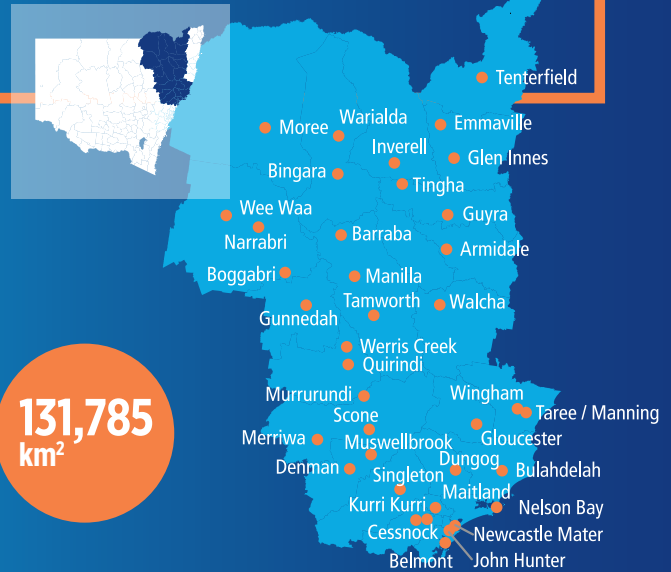 Tenterfield
Warialda
Moree
Emmaville
Inverell
Glen Innes
Bingara
Tingha
Wee Waa
Guyra
Narrabri
Barraba
Armidale
Boggabri
Manilla
Tamworth
Walcha
Gunnedah
Werris Creek
Quirindi
Murrurundi
Wingham
Scone
Taree / Manning
Merriwa
Muswellbrook
Gloucester
Denman
Dungog
Singleton
Bulahdelah
Maitland
Kurri Kurri
Nelson Bay
Cessnock
Newcastle Mater
Belmont
John Hunter
131,785
km²